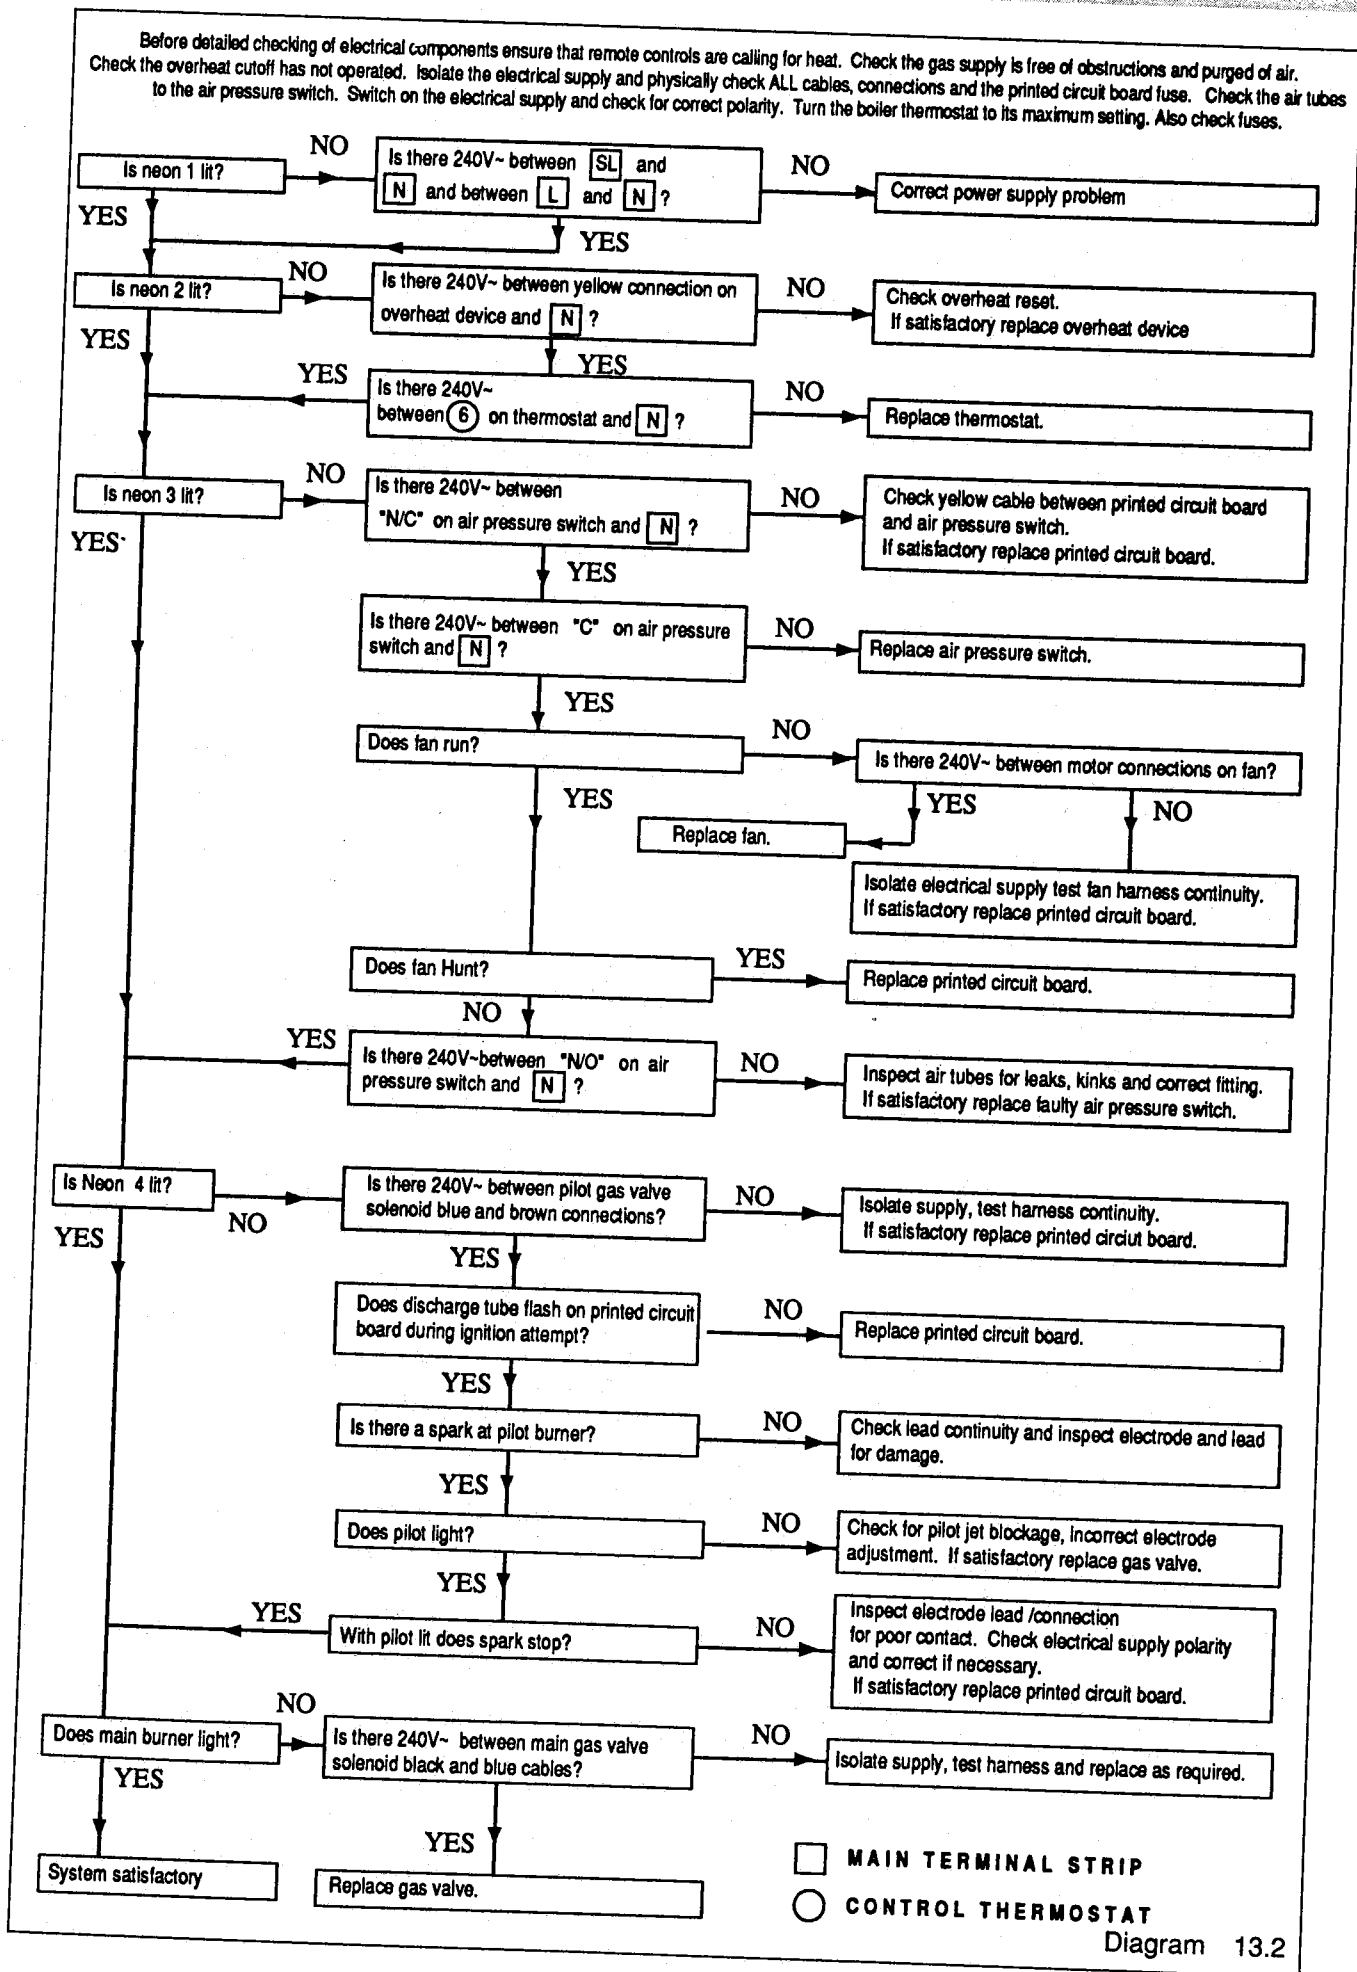 Before detailed checking of electrical components ensure that remote controls are calling for heat. Check the gas supply is free of obstructions and purged of air.
Check the overheat cutoff has not operated. Isolate the electrical supply and physically check ALL cables, connections and the printed circuit board fuse. Check the air tubes
to the air pressure switch. Switch on the electrical supply and check for correct polarity. Turn the boiler thermostat to its maximum setting. Also check fuses.
Is neon 1 lit?
NO
Is there 240V~ between SL and
N and between L and N ?
NO
Correct power supply problem
YES
YES
Is neon 2 lit?
NO
Is there 240V~ between yellow connection on
overheat device and N ?
NO
Check overheat reset.
If satisfactory replace overheat device
YES
YES
YES
Is there 240V~
between 6 on thermostat and N ?
NO
Replace thermostat.
Is neon 3 lit?
NO
Is there 240V~ between
"N/C" on air pressure switch and N ?
NO
Check yellow cable between printed circuit board
and air pressure switch.
If satisfactory replace printed circuit board.
YES
YES
Is there 240V~ between "C" on air pressure
switch and N ?
NO
Replace air pressure switch.
YES
Does fan run?
NO
Is there 240V~ between motor connections on fan?
YES
YES
NO
Replace fan.
Isolate electrical supply test fan harness continuity.
If satisfactory replace printed circuit board.
Does fan Hunt?
YES
Replace printed circuit board.
NO
YES
Is there 240V~between "N/O" on air
pressure switch and N ?
NO
Inspect air tubes for leaks, kinks and correct fitting.
If satisfactory replace faulty air pressure switch.
Is Neon 4 lit?
NO
Is there 240V~ between pilot gas valve
solenoid blue and brown connections?
NO
Isolate supply, test harness continuity.
If satisfactory replace printed circiut board.
YES
YES
Does discharge tube flash on printed circuit
board during ignition attempt?
NO
Replace printed circuit board.
YES
Is there a spark at pilot burner?
NO
Check lead continuity and inspect electrode and lead
for damage.
YES
Does pilot light?
NO
Check for pilot jet blockage, incorrect electrode
adjustment. If satisfactory replace gas valve.
YES
YES
With pilot lit does spark stop?
NO
Inspect electrode lead /connection
for poor contact. Check electrical supply polarity
and correct if necessary.
If satisfactory replace printed circuit board.
Does main burner light?
NO
Is there 240V~ between main gas valve
solenoid black and blue cables?
NO
Isolate supply, test harness and replace as required.
YES
YES
System satisfactory
Replace gas valve.
MAIN TERMINAL STRIP
CONTROL THERMOSTAT
Diagram 13.2